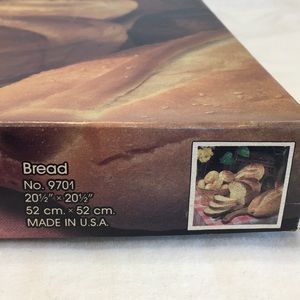 Bread
No. 9701
20½" × 20½"
52 cm. × 52 cm.
MADE IN U.S.A.